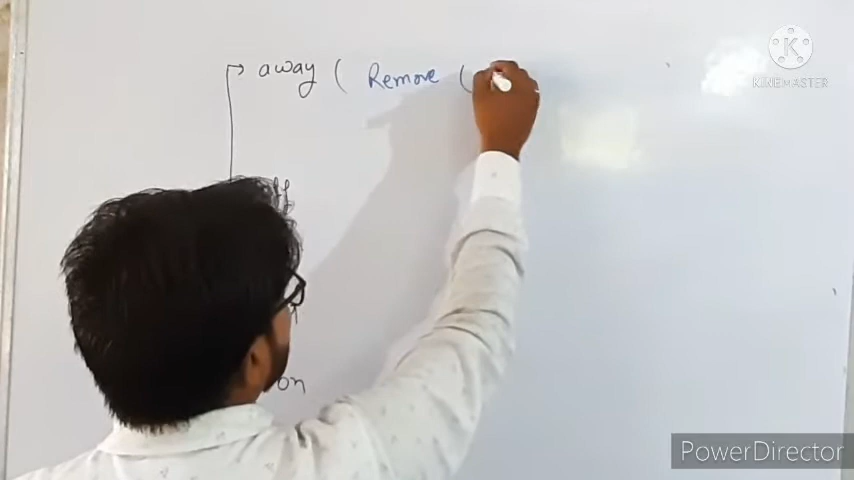 → away ( Remove (
on
KINEMASTER
PowerDirector